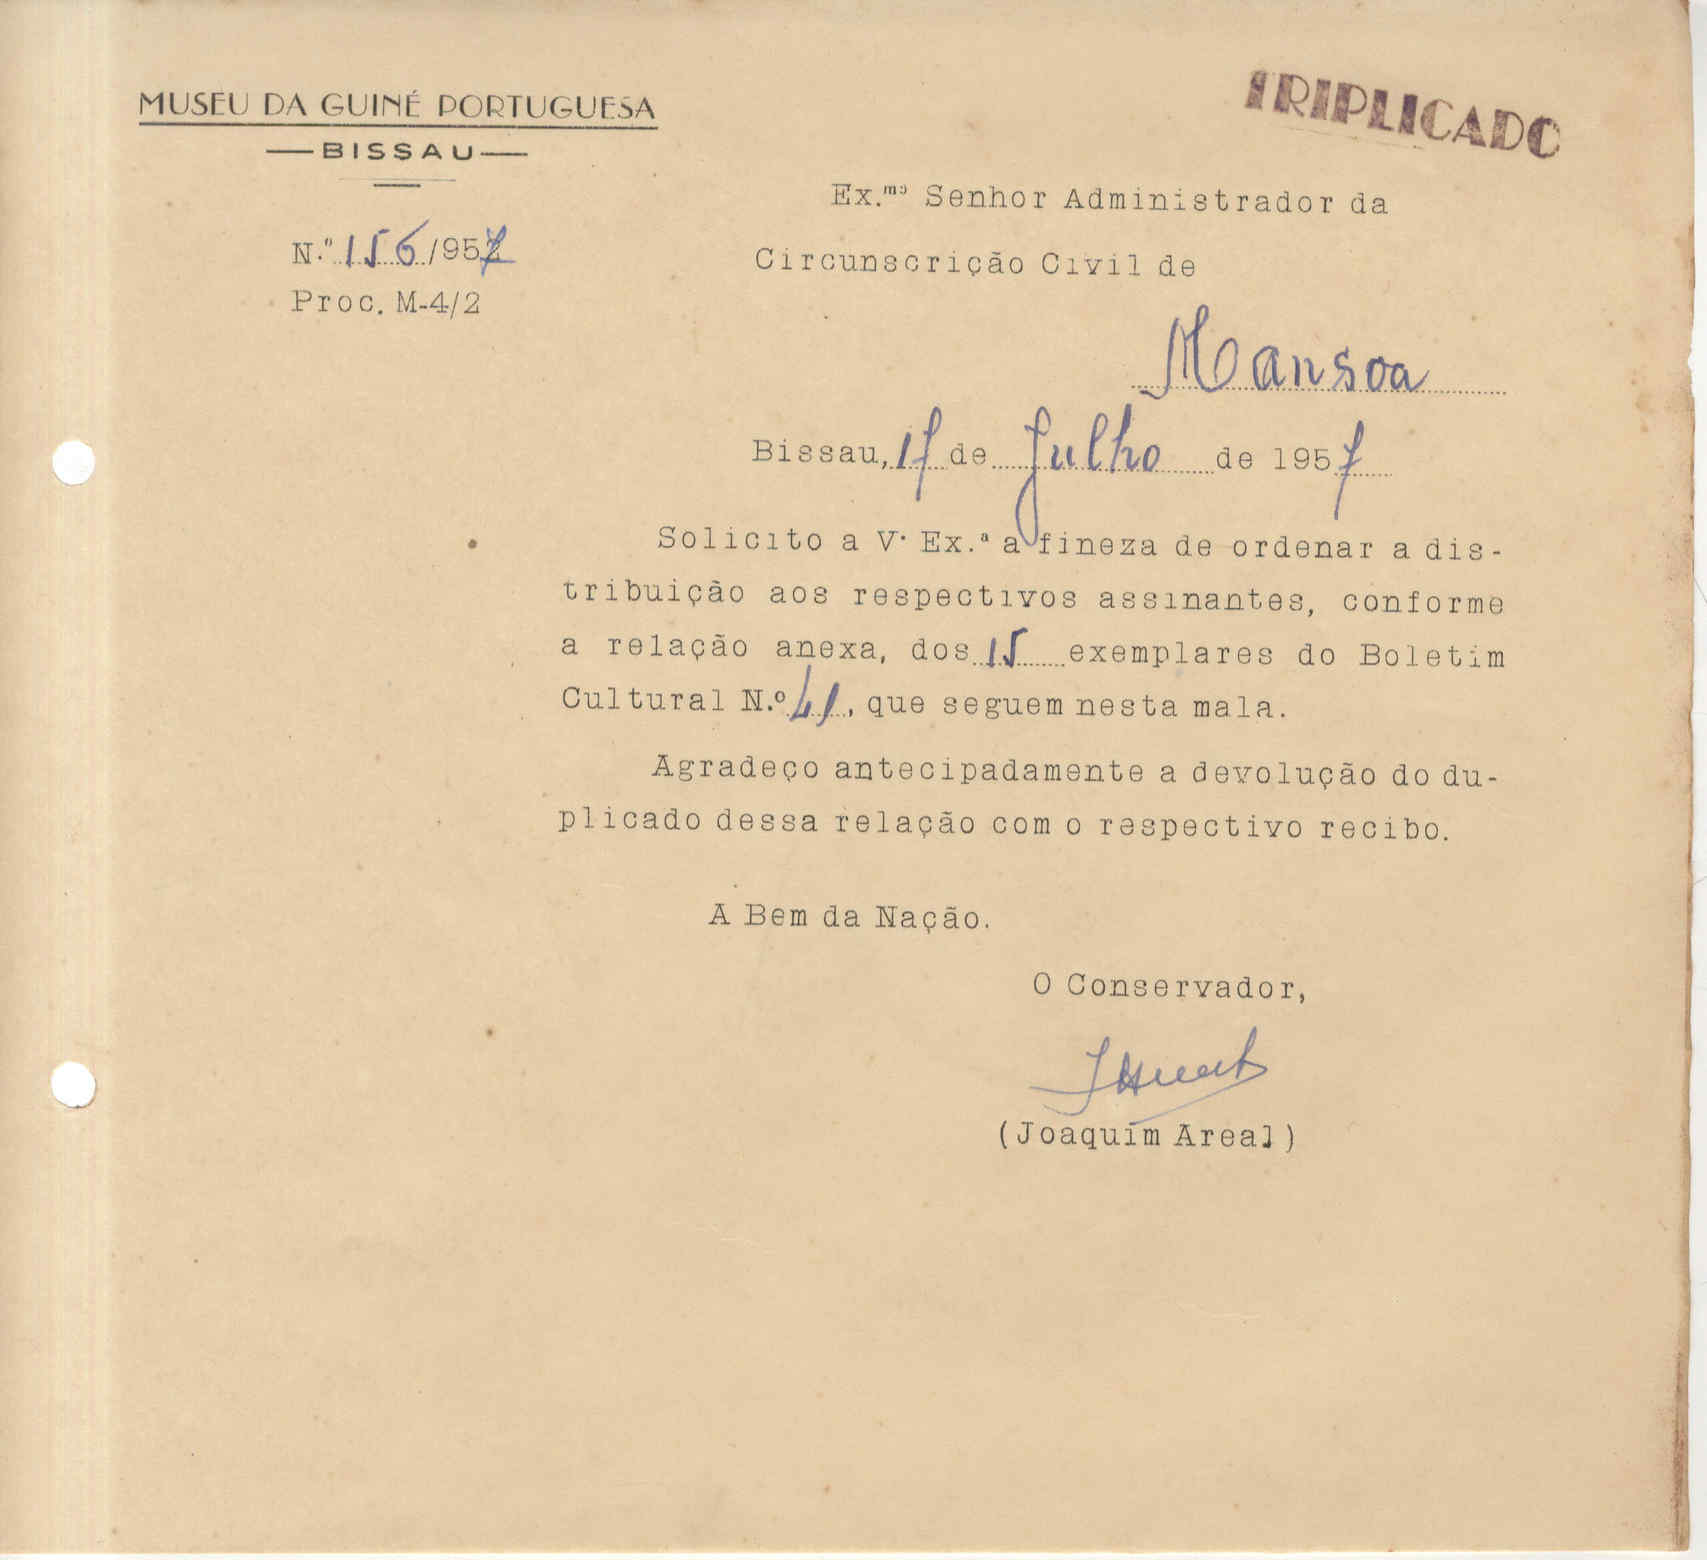 MUSEU DA GUINÉ PORTUGUESA
BISSAU
TRIPLICADO
N.º 156/957
Proc. M-4/2
Ex.mo Senhor Administrador da
Circunscrição Civil de
Mansoa
Bissau, 17 de Julho de 1957
Solicito a V. Ex.ª a fineza de ordenar a dis-
tribuição aos respectivos assinantes, conforme
a relação anexa, dos 15 exemplares do Boletim
Cultural N.º 41, que seguem nesta mala.
Agradeço antecipadamente a devolução do du-
plicado dessa relação com o respectivo recibo.
A Bem da Nação.
O Conservador,
(Joaquim Areal)